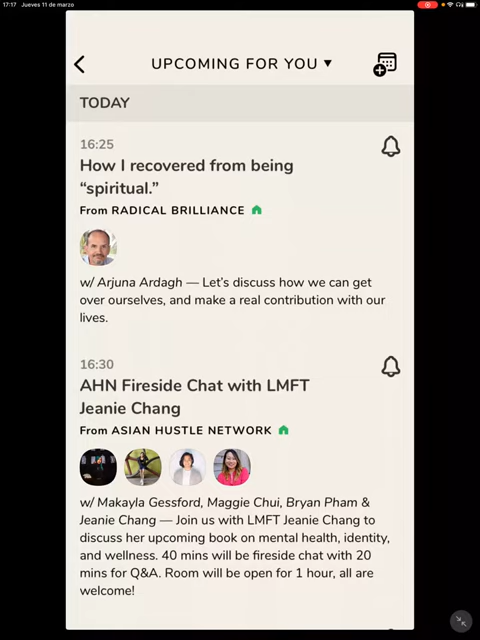 17:17 Jueves 11 de marzo
UPCOMING FOR YOU ▼
TODAY
16:25
How I recovered from being
“spiritual.”
From RADICAL BRILLIANCE
w/ Arjuna Ardagh — Let’s discuss how we can get
over ourselves, and make a real contribution with our
lives.
16:30
AHN Fireside Chat with LMFT
Jeanie Chang
From ASIAN HUSTLE NETWORK
w/ Makayla Gessford, Maggie Chui, Bryan Pham &
Jeanie Chang — Join us with LMFT Jeanie Chang to
discuss her upcoming book on mental health, identity,
and wellness. 40 mins will be fireside chat with 20
mins for Q&A. Room will be open for 1 hour, all are
welcome!